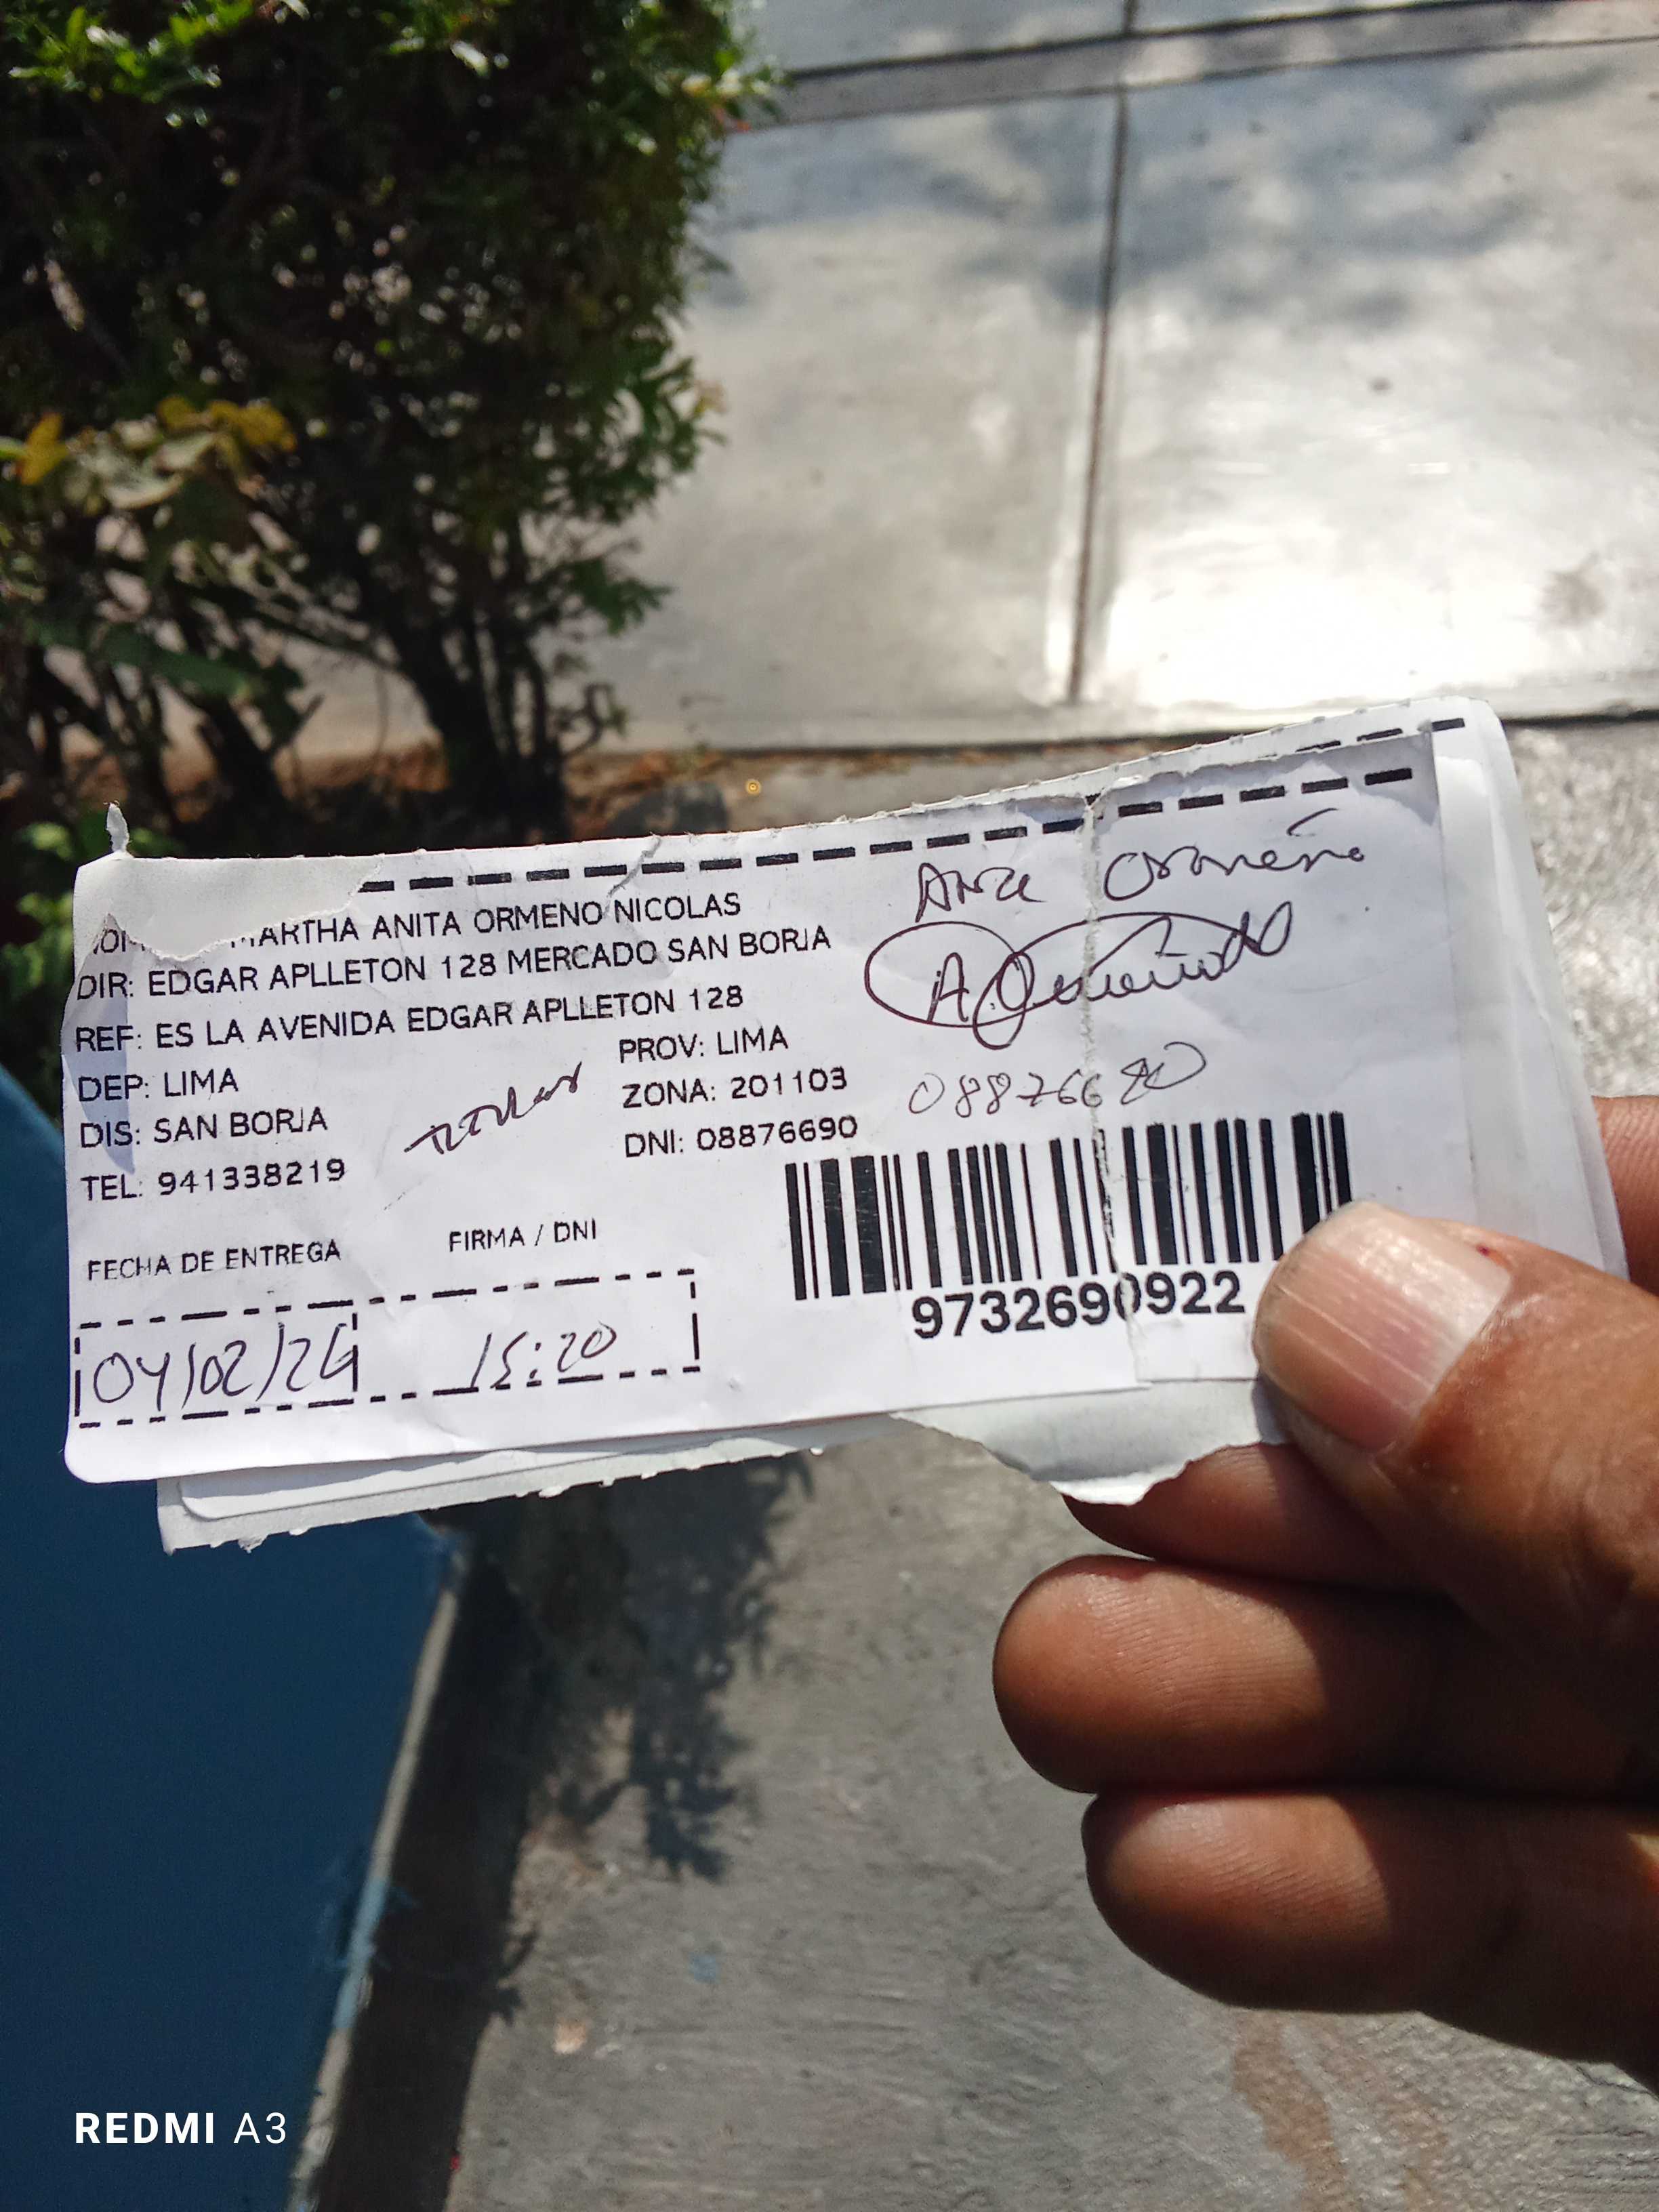 MARTHA ANITA ORMENO NICOLAS
DIR: EDGAR APLLETON 128 MERCADO SAN BORJA
REF: ES LA AVENIDA EDGAR APLLETON 128
DEP: LIMA
PROV: LIMA
DIS: SAN BORJA
ZONA: 201103
TEL: 941338219
DNI: 08876690
FECHA DE ENTREGA
FIRMA / DNI
04/02/24
15:20
Ormeño
9732690922
REDMI A3